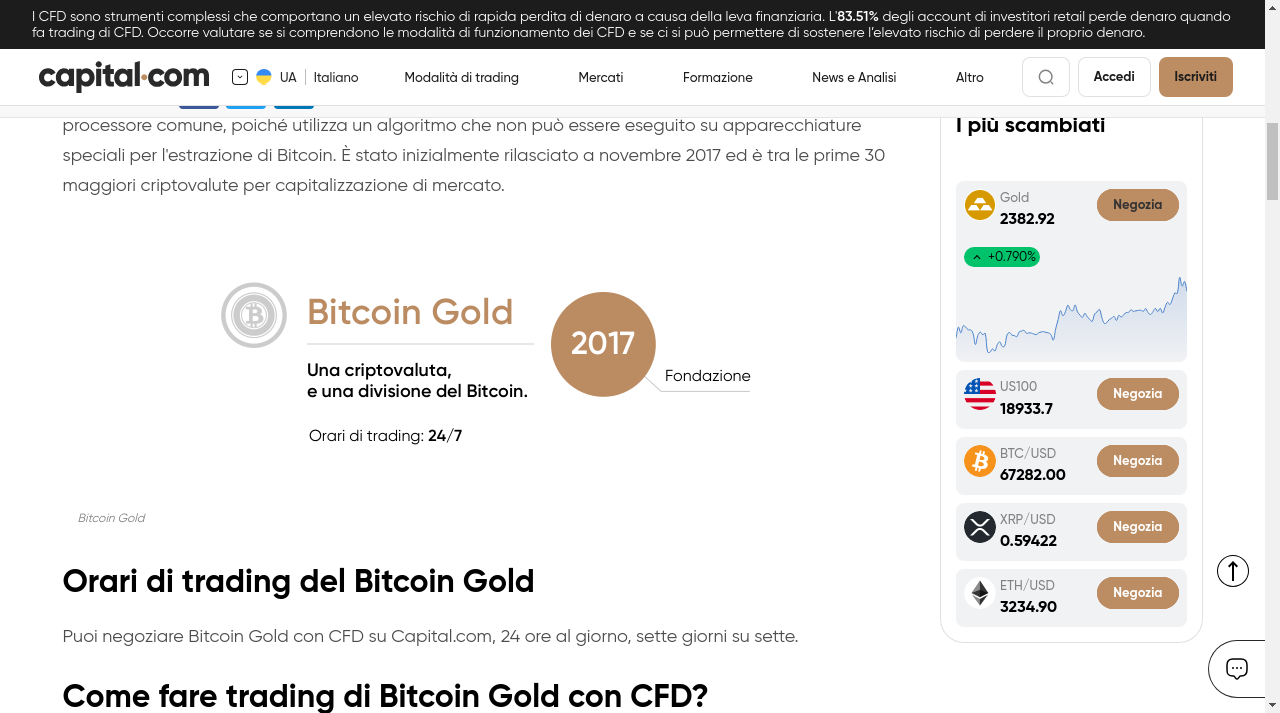 I CFD sono strumenti complessi che comportano un elevato rischio di rapida perdita di denaro a causa della leva finanziaria. L'83.51% degli account di investitori retail perde denaro quando
fa trading di CFD. Occorre valutare se si comprendono le modalità di funzionamento dei CFD e se ci si può permettere di sostenere l’elevato rischio di perdere il proprio denaro.
capital.com
UA
Italiano
Modalità di trading
Mercati
Formazione
News e Analisi
Altro
Accedi
Iscriviti
processore comune, poiché utilizza un algoritmo che non può essere eseguito su apparecchiature
speciali per l'estrazione di Bitcoin. È stato inizialmente rilasciato a novembre 2017 ed è tra le prime 30
maggiori criptovalute per capitalizzazione di mercato.
Bitcoin Gold
Una criptovaluta,
e una divisione del Bitcoin.
Orari di trading: 24/7
2017
Fondazione
Bitcoin Gold
Orari di trading del Bitcoin Gold
Puoi negoziare Bitcoin Gold con CFD su Capital.com, 24 ore al giorno, sette giorni su sette.
Come fare trading di Bitcoin Gold con CFD?
I più scambiati
Gold
2382.92
Negozia
+0.790%
US100
18933.7
Negozia
BTC/USD
67282.00
Negozia
XRP/USD
0.59422
Negozia
ETH/USD
3234.90
Negozia